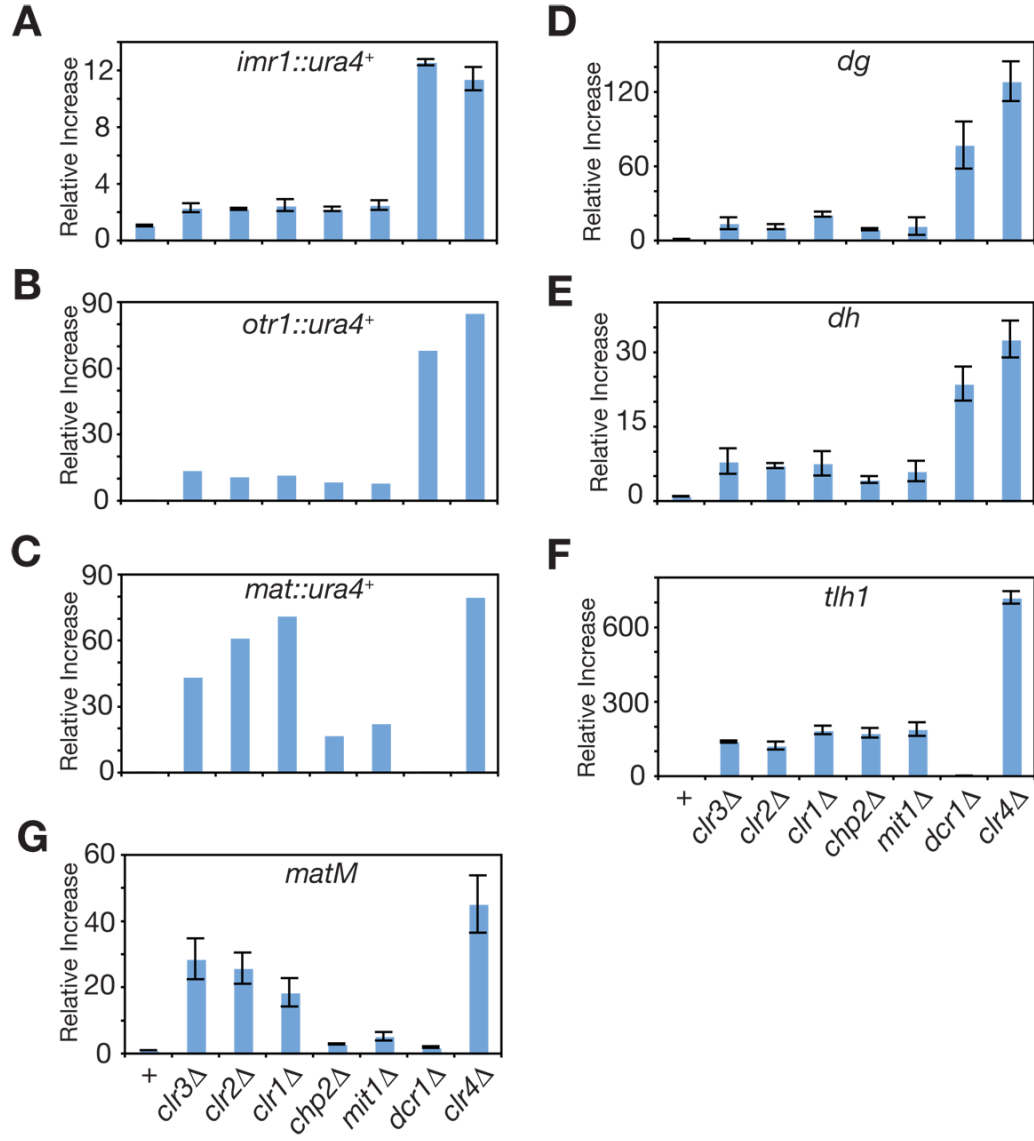 A
imr1::ura4⁺
Relative Increase
12
8
4
0
B
otr1::ura4⁺
Relative Increase
90
60
30
0
C
mat::ura4⁺
Relative Increase
90
60
30
0
G
matM
Relative Increase
60
40
20
0
+
clr3Δ
clr2Δ
clr1Δ
chp2Δ
mit1Δ
dcr1Δ
clr4Δ
D
dg
Relative Increase
120
60
0
E
dh
Relative Increase
30
15
0
F
tlh1
Relative Increase
600
300
0
+
clr3Δ
clr2Δ
clr1Δ
chp2Δ
mit1Δ
dcr1Δ
clr4Δ